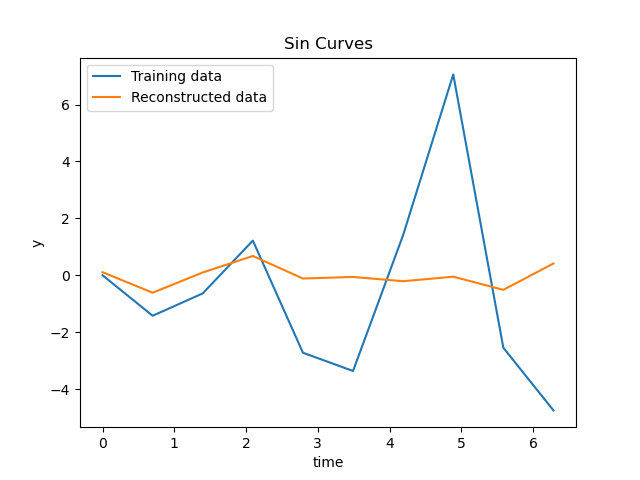 Sin Curves
Training data
Reconstructed data
6
4
2
0
−2
−4
y
0 1 2 3 4 5 6
time